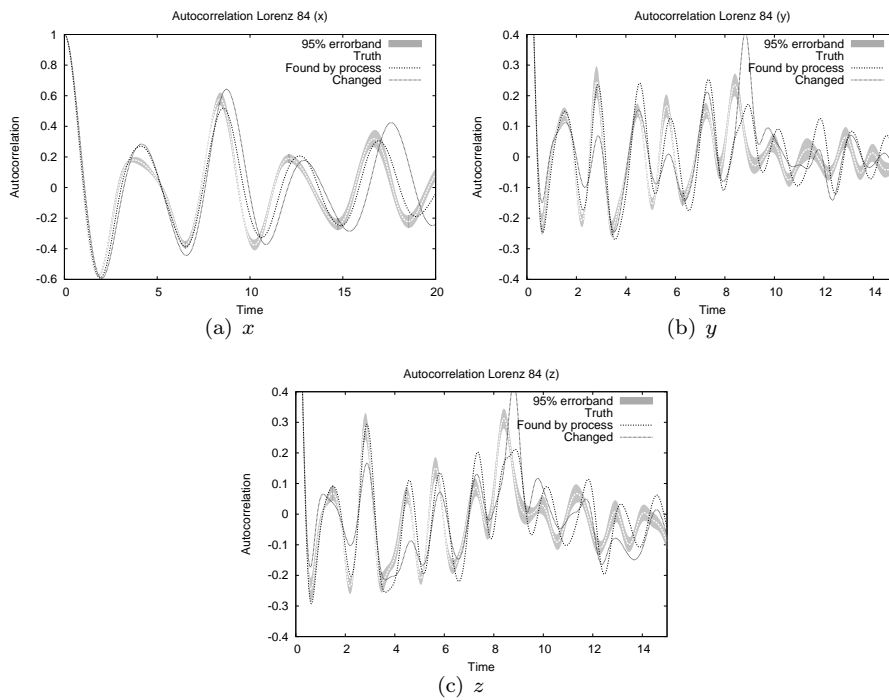 Autocorrelation Lorenz 84 (x)
95% errorband
Truth
Found by process
Changed
Autocorrelation
1
0.8
0.6
0.4
0.2
0
-0.2
-0.4
-0.6
0 5 10 15 20
Time
(a) x
Autocorrelation Lorenz 84 (y)
95% errorband
Truth
Found by process
Changed
Autocorrelation
0.4
0.3
0.2
0.1
0
-0.1
-0.2
-0.3
-0.4
0 2 4 6 8 10 12 14
Time
(b) y
Autocorrelation Lorenz 84 (z)
95% errorband
Truth
Found by process
Changed
Autocorrelation
0.4
0.3
0.2
0.1
0
-0.1
-0.2
-0.3
-0.4
0 2 4 6 8 10 12 14
Time
(c) z